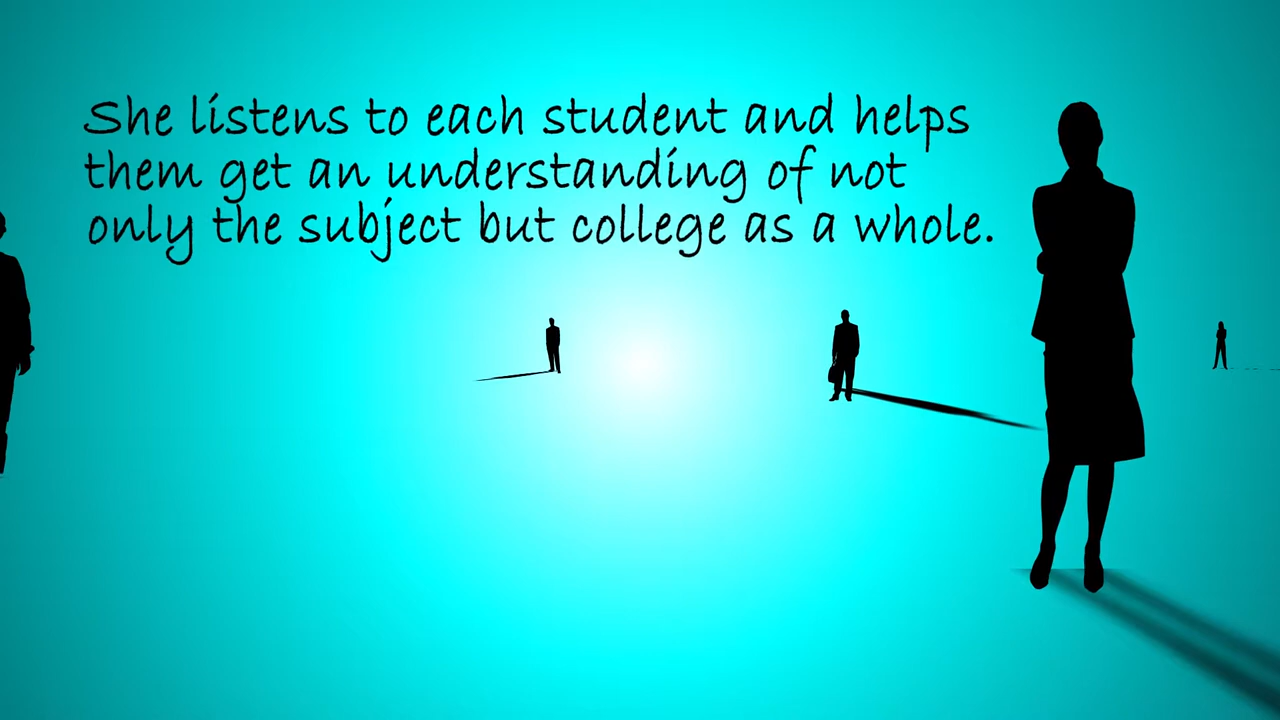 She listens to each student and helps
them get an understanding of not
only the subject but college as a whole.